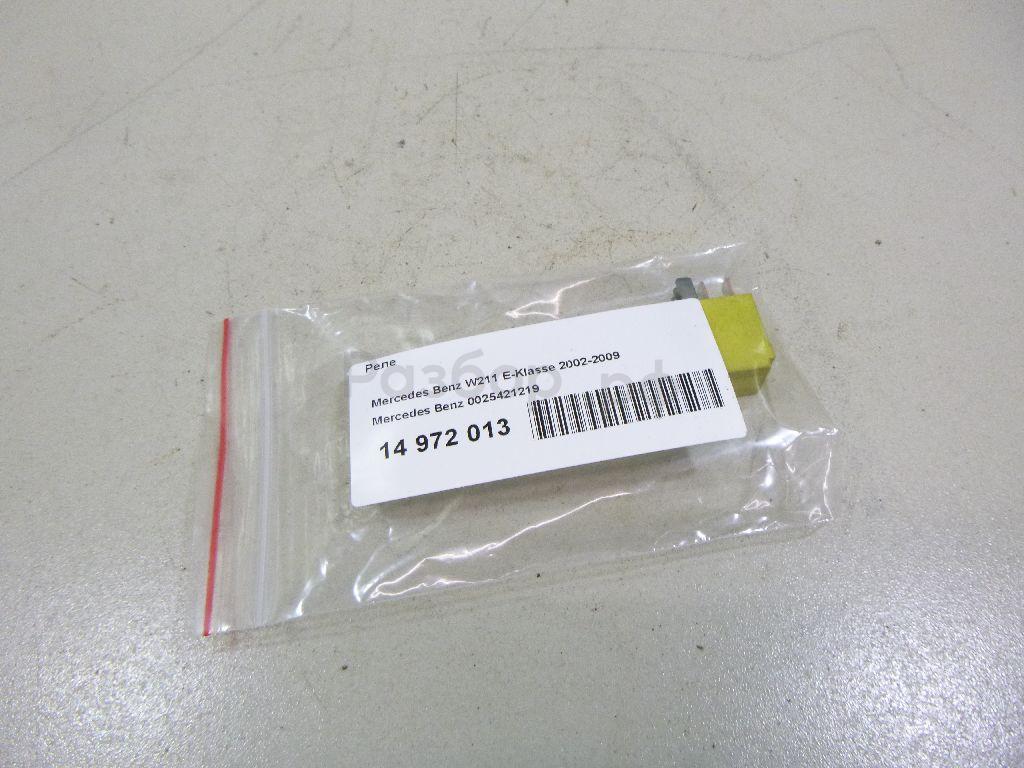 Реле
Mercedes Benz W211 E-Klasse 2002-2009
Mercedes Benz 0025421219
14 972 013